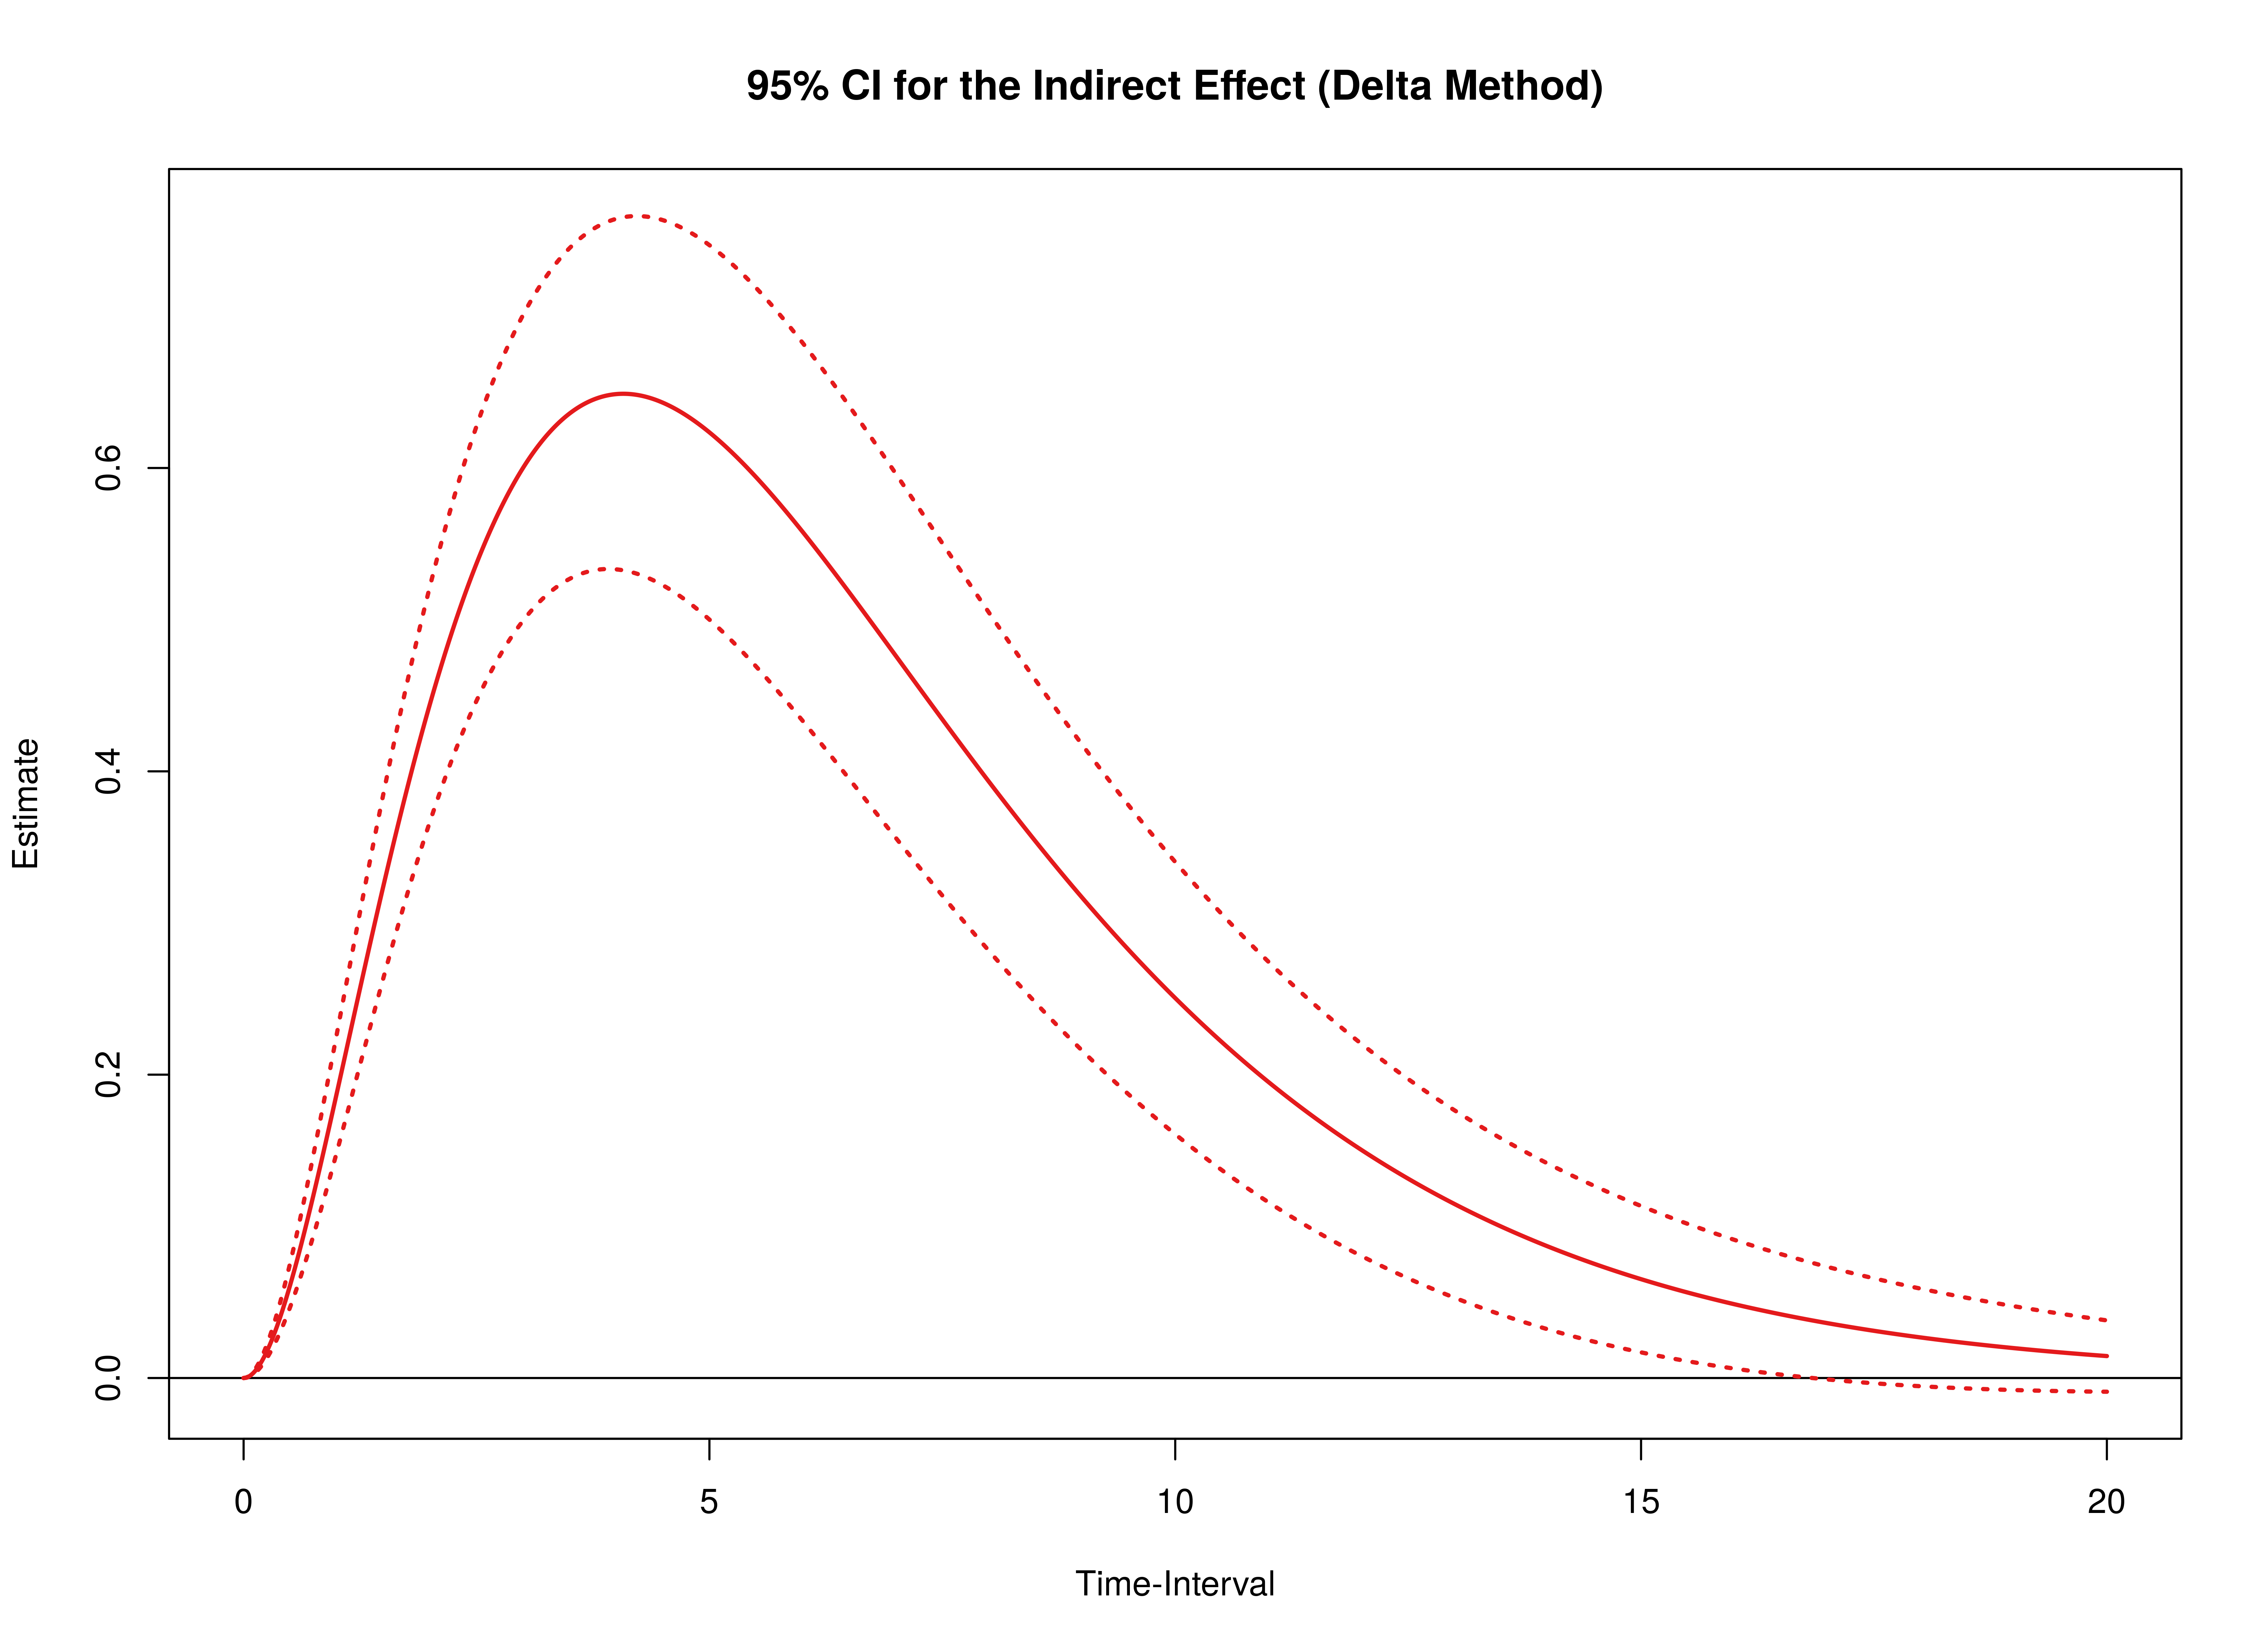 95% CI for the Indirect Effect (Delta Method)
Estimate
0.6
0.4
0.2
0.0
0 5 10 15 20
Time-Interval